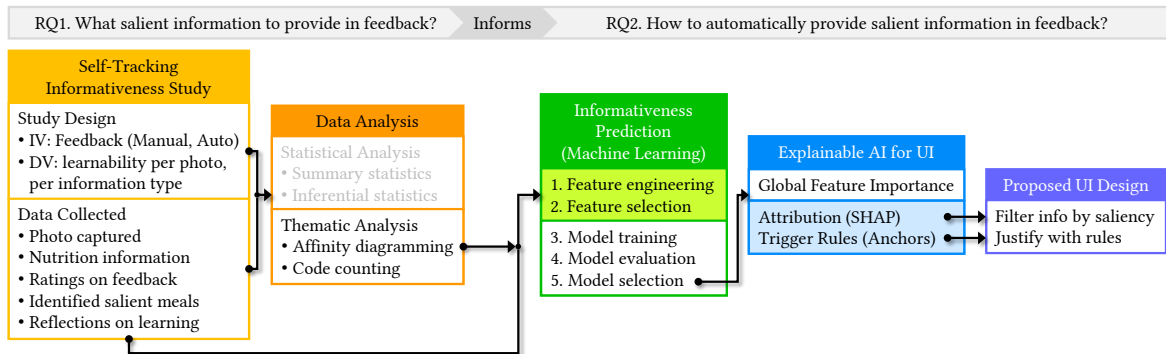 RQ1. What salient information to provide in feedback?
Informs
RQ2. How to automatically provide salient information in feedback?
Self-Tracking
Informativeness Study
Study Design
• IV: Feedback (Manual, Auto)
• DV: learnability per photo,
per information type
Data Collected
• Photo captured
• Nutrition information
• Ratings on feedback
• Identified salient meals
• Reflections on learning
Data Analysis
Statistical Analysis
• Summary statistics
• Inferential statistics
Thematic Analysis
• Affinity diagramming
• Code counting
Informativeness
Prediction
(Machine Learning)
1. Feature engineering
2. Feature selection
3. Model training
4. Model evaluation
5. Model selection
Explainable AI for UI
Global Feature Importance
Attribution (SHAP)
Trigger Rules (Anchors)
Proposed UI Design
Filter info by saliency
Justify with rules